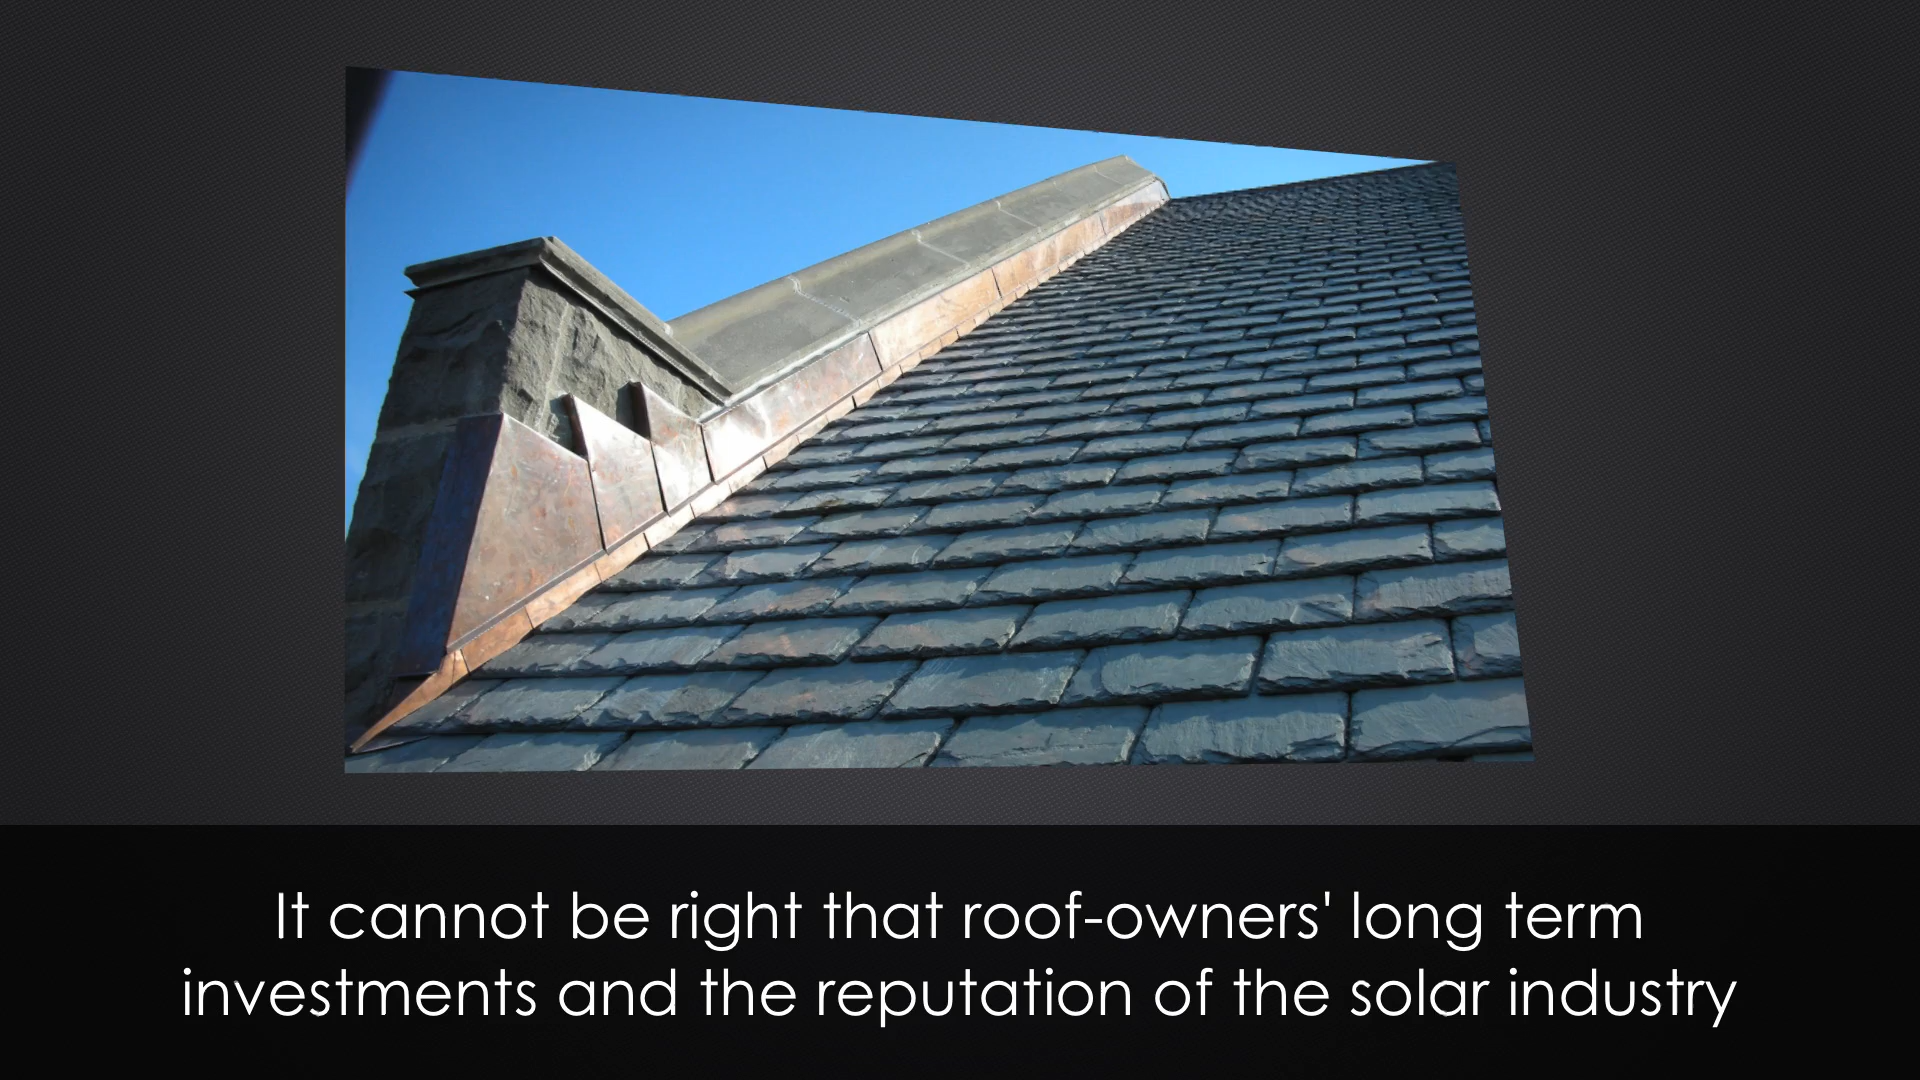 It cannot be right that roof-owners' long term
investments and the reputation of the solar industry